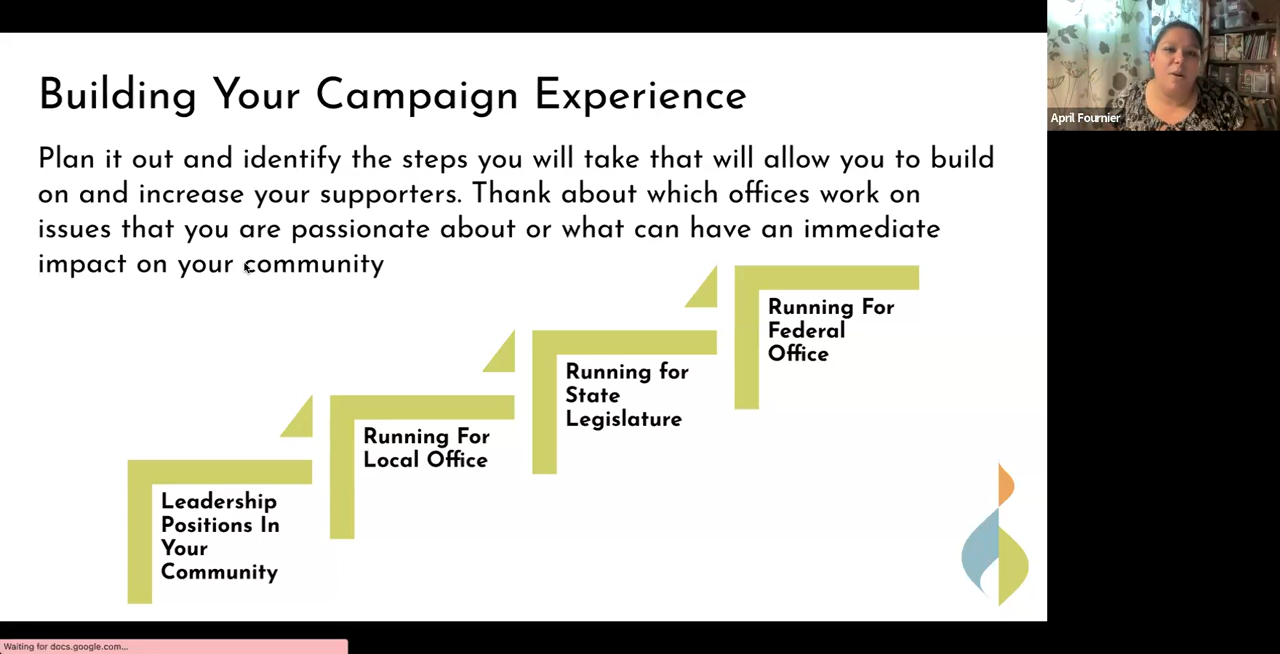 Building Your Campaign Experience
Plan it out and identify the steps you will take that will allow you to build
on and increase your supporters. Thank about which offices work on
issues that you are passionate about or what can have an immediate
impact on your community
Running For
Federal
Office
Running for
State
Legislature
Running For
Local Office
Leadership
Positions In
Your
Community
April Fournier
Waiting for docs.google.com...